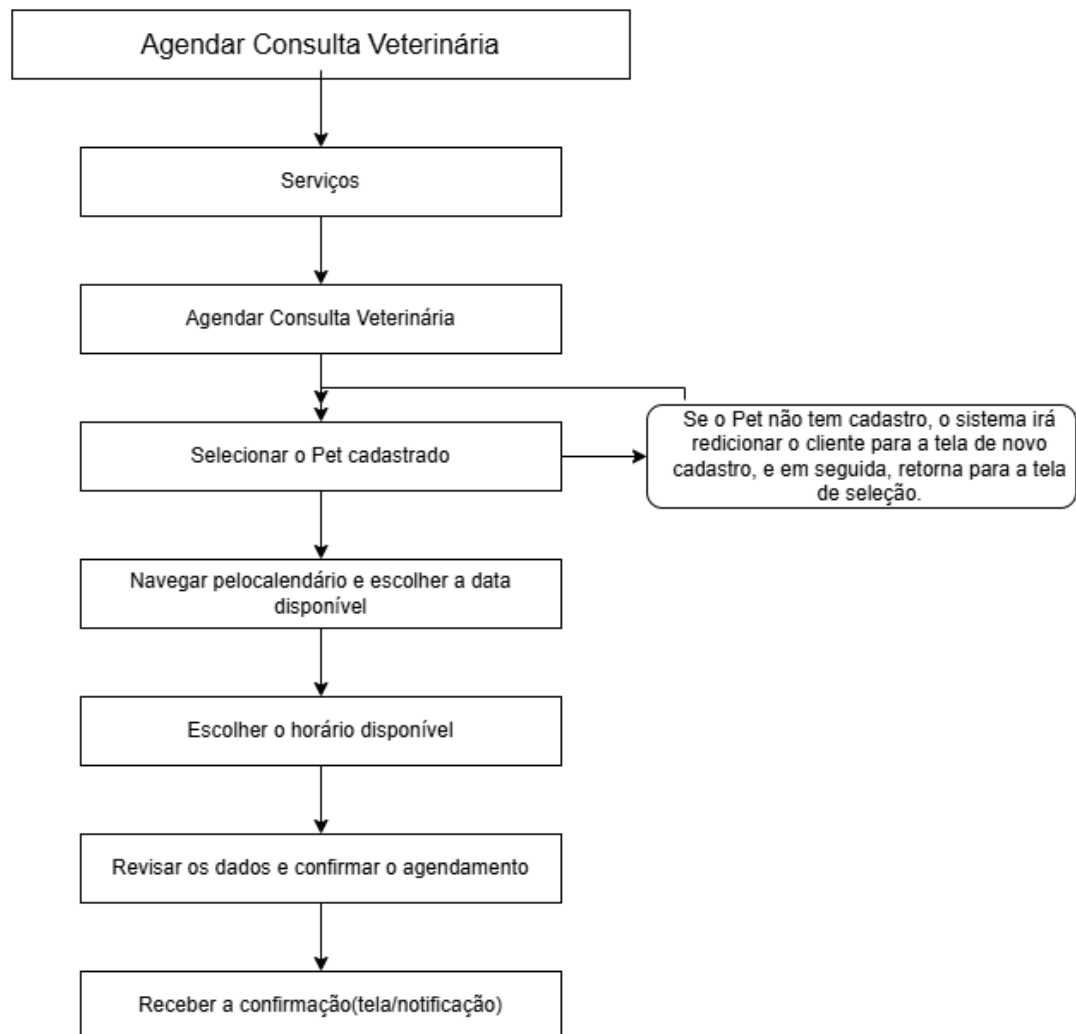 Agendar Consulta Veterinária
Serviços
Agendar Consulta Veterinária
Selecionar o Pet cadastrado
Se o Pet não tem cadastro, o sistema irá
redicionar o cliente para a tela de novo
cadastro, e em seguida, retorna para a tela
de seleção.
Navegar pelocalendário e escolher a data
disponível
Escolher o horário disponível
Revisar os dados e confirmar o agendamento
Receber a confirmação(tela/notificação)